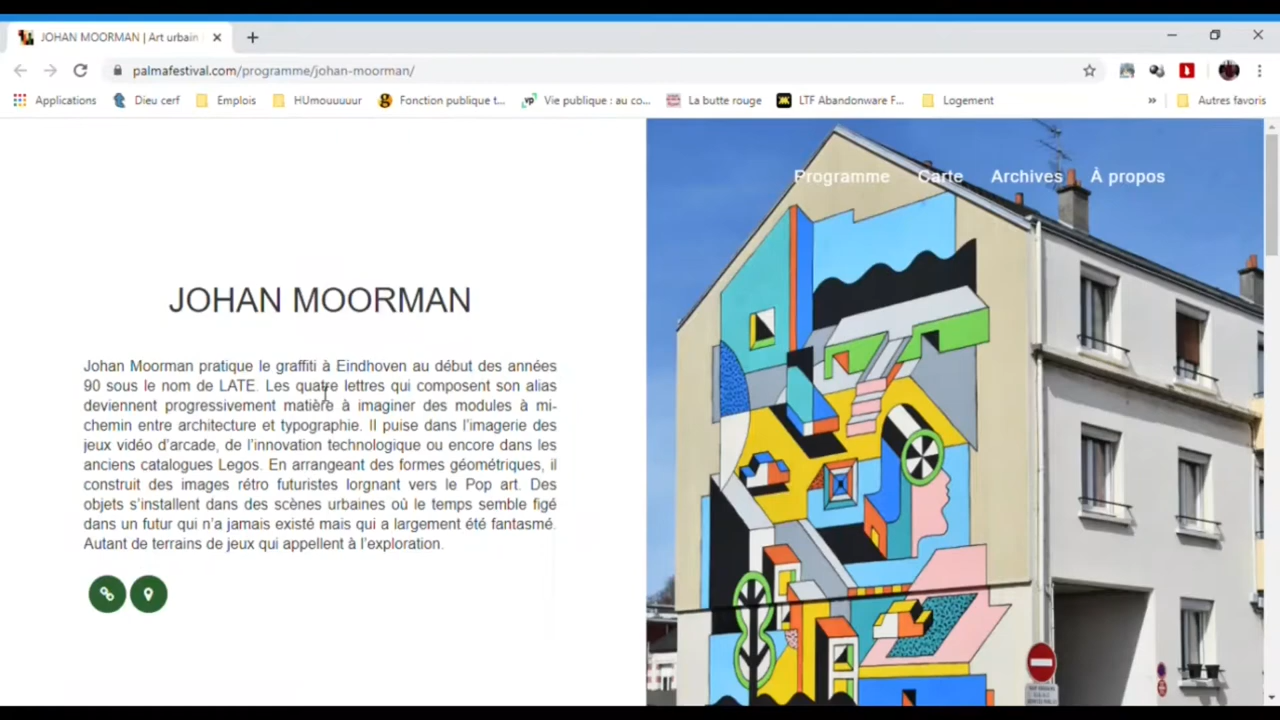 JOHAN MOORMAN | Art urbain
palmafestival.com/programme/johan-moorman/
Applications Dieu cerf Emplois HUmouuuuur Fonction publique t... Vie publique : au co... La butte rouge LTF Abandonware F... Logement » Autres favoris
Programme Carte Archives À propos
JOHAN MOORMAN
Johan Moorman pratique le graffiti à Eindhoven au début des années
90 sous le nom de LATE. Les quatre lettres qui composent son alias
deviennent progressivement matière à imaginer des modules à mi-
chemin entre architecture et typographie. Il puise dans l'imagerie des
jeux vidéo d'arcade, de l'innovation technologique ou encore dans les
anciens catalogues Legos. En arrangeant des formes géométriques, il
construit des images rétro futuristes lorgnant vers le Pop art. Des
objets s'installent dans des scènes urbaines où le temps semble figé
dans un futur qui n'a jamais existé mais qui a largement été fantasmé.
Autant de terrains de jeux qui appellent à l'exploration.